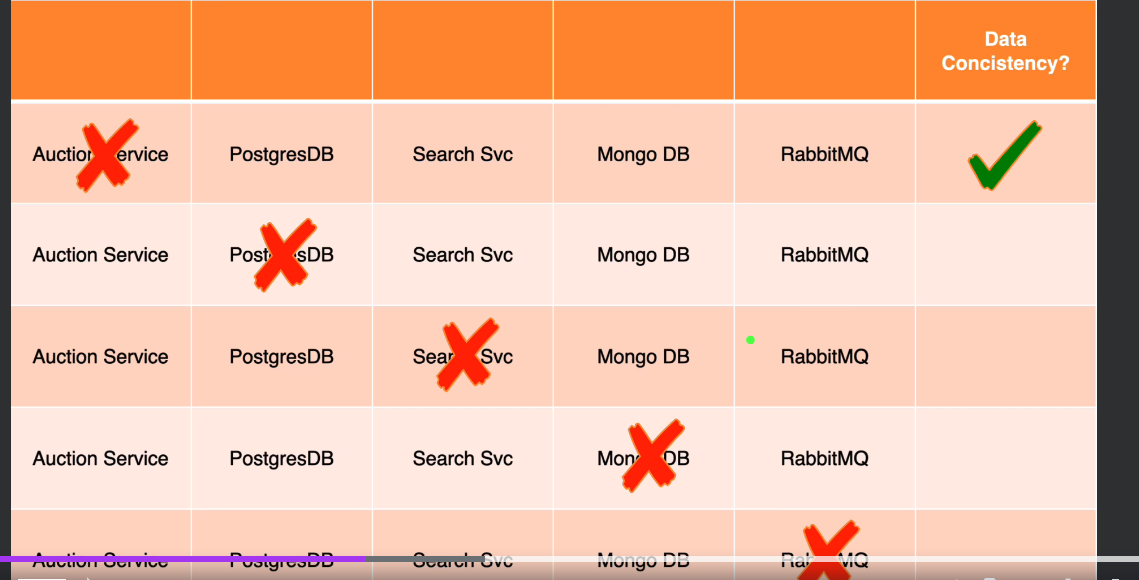 Data
Concistency?
Auction Service PostgresDB Search Svc Mongo DB RabbitMQ
Auction Service PostgresDB Search Svc Mongo DB RabbitMQ
Auction Service PostgresDB Search Svc Mongo DB RabbitMQ
Auction Service PostgresDB Search Svc Mongo DB RabbitMQ
Auction Service PostgresDB Search Svc Mongo DB RabbitMQ